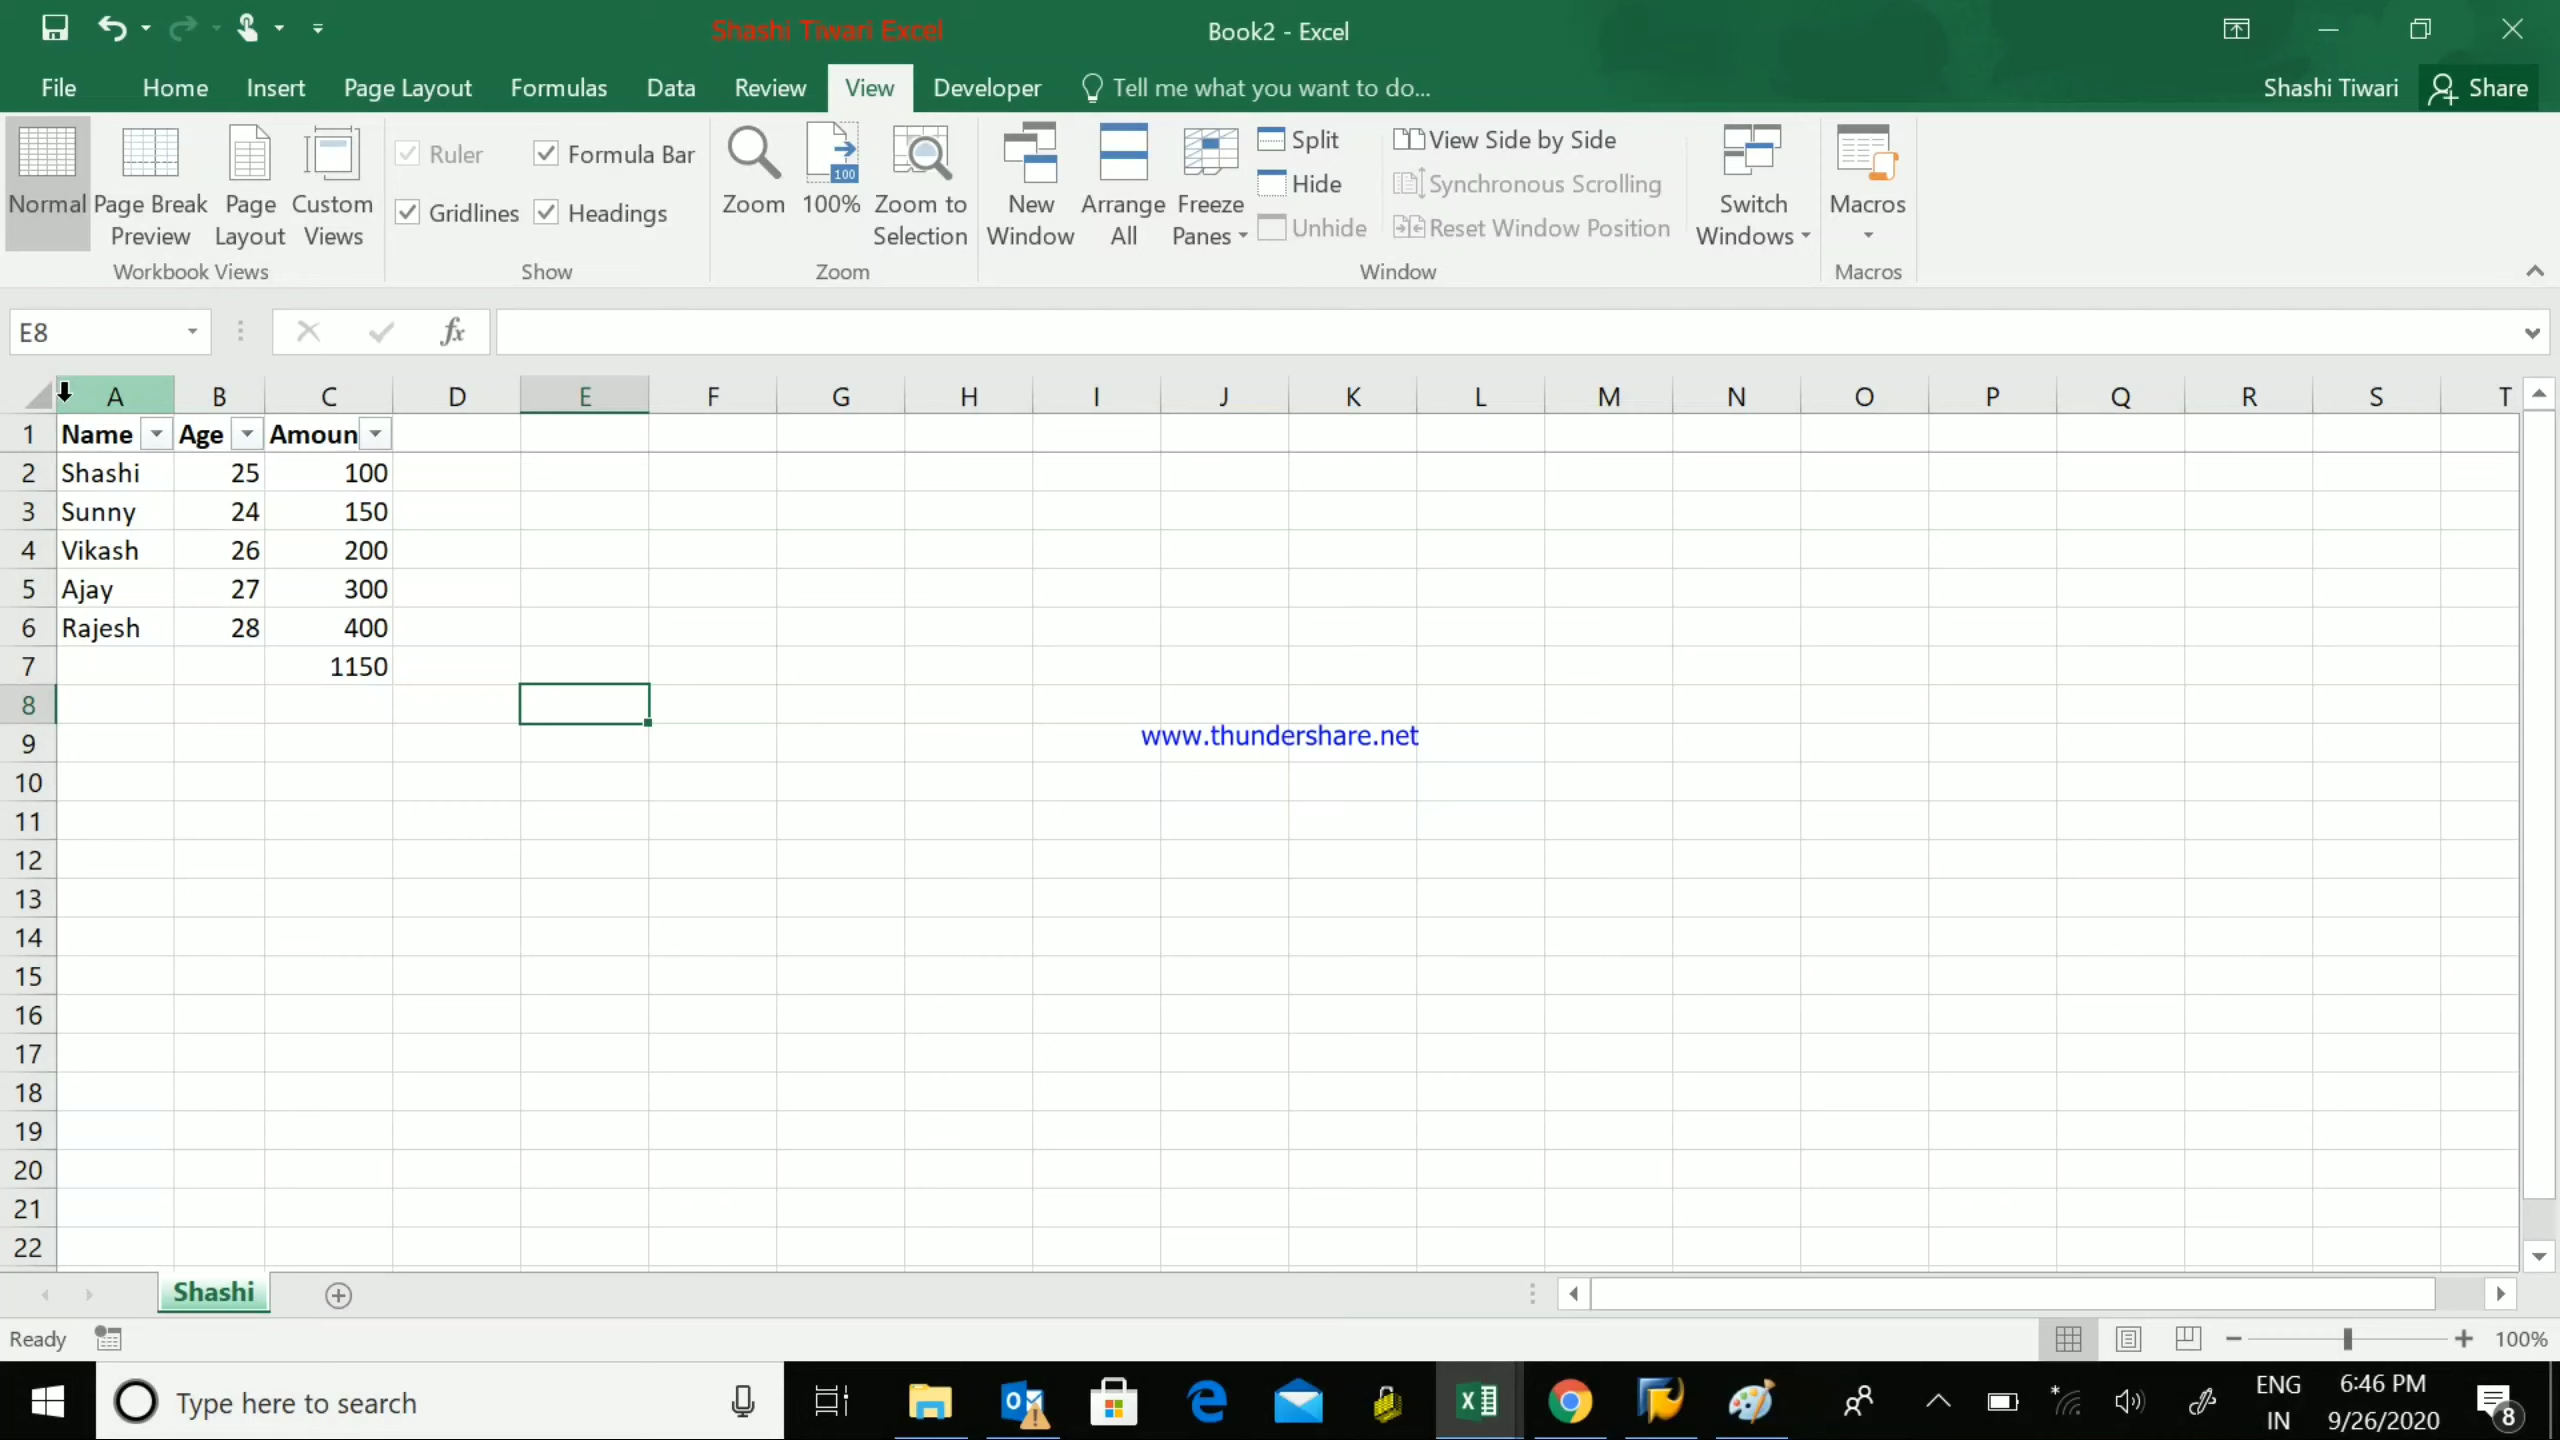 Shashi Tiwari Excel
Book2 - Excel
File Home Insert Page Layout Formulas Data Review View Developer Tell me what you want to do... Shashi Tiwari Share
Normal
Page Break Preview
Page Layout
Custom Views
Workbook Views
Ruler
Formula Bar
Gridlines
Headings
Show
Zoom
100
100%
Zoom to Selection
Zoom
New Window
Arrange All
Freeze Panes
Split
Hide
Unhide
View Side by Side
Synchronous Scrolling
Reset Window Position
Switch Windows
Window
Macros
Macros
E8
fx
A B C D E F G H I J K L M N O P Q R S T
1 Name Age Amoun
2 Shashi 25 100
3 Sunny 24 150
4 Vikash 26 200
5 Ajay 27 300
6 Rajesh 28 400
7 1150
8
www.thundershare.net
9
10
11
12
13
14
15
16
17
18
19
20
21
22
Shashi
Ready
100%
Type here to search
ENG
IN
6:46 PM
9/26/2020
8